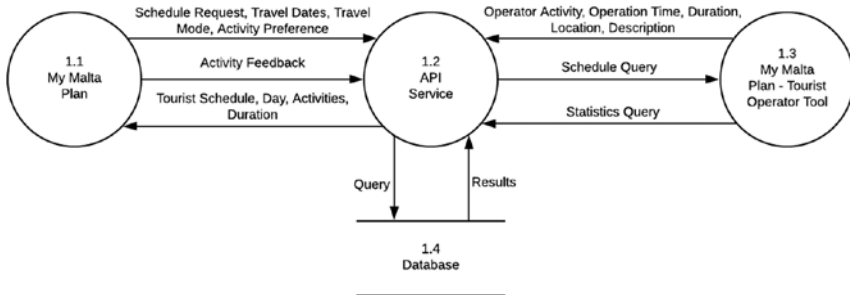 Schedule Request, Travel Dates, Travel
Mode, Activity Preference
Operator Activity, Operation Time, Duration,
Location, Description
1.1
My Malta
Plan
Activity Feedback
1.2
API
Service
Schedule Query
1.3
My Malta
Plan - Tourist
Operator Tool
Tourist Schedule, Day, Activities,
Duration
Statistics Query
Query
Results
1.4
Database